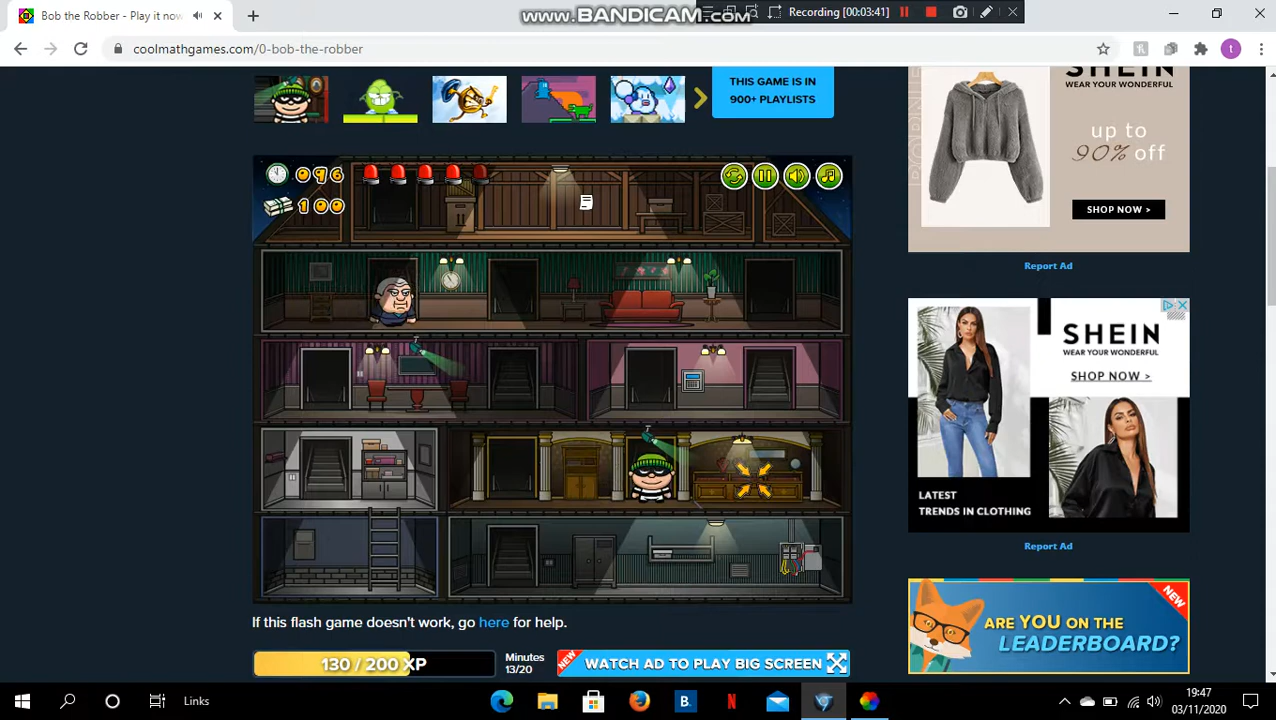 www.BANDICAM.com
Recording [00:03:41]
Bob the Robber - Play it now
coolmathgames.com/0-bob-the-robber
t
THIS GAME IS IN
900+ PLAYLISTS
096
100
SHEIN
WEAR YOUR WONDERFUL
up to
90% off
SHOP NOW >
Report Ad
SHEIN
WEAR YOUR WONDERFUL
SHOP NOW >
LATEST
TRENDS IN CLOTHING
Report Ad
NEW
ARE YOU ON THE
LEADERBOARD?
If this flash game doesn't work, go here for help.
130 / 200 XP
Minutes
13/20
NEW
WATCH AD TO PLAY BIG SCREEN
Links
19:47
03/11/2020